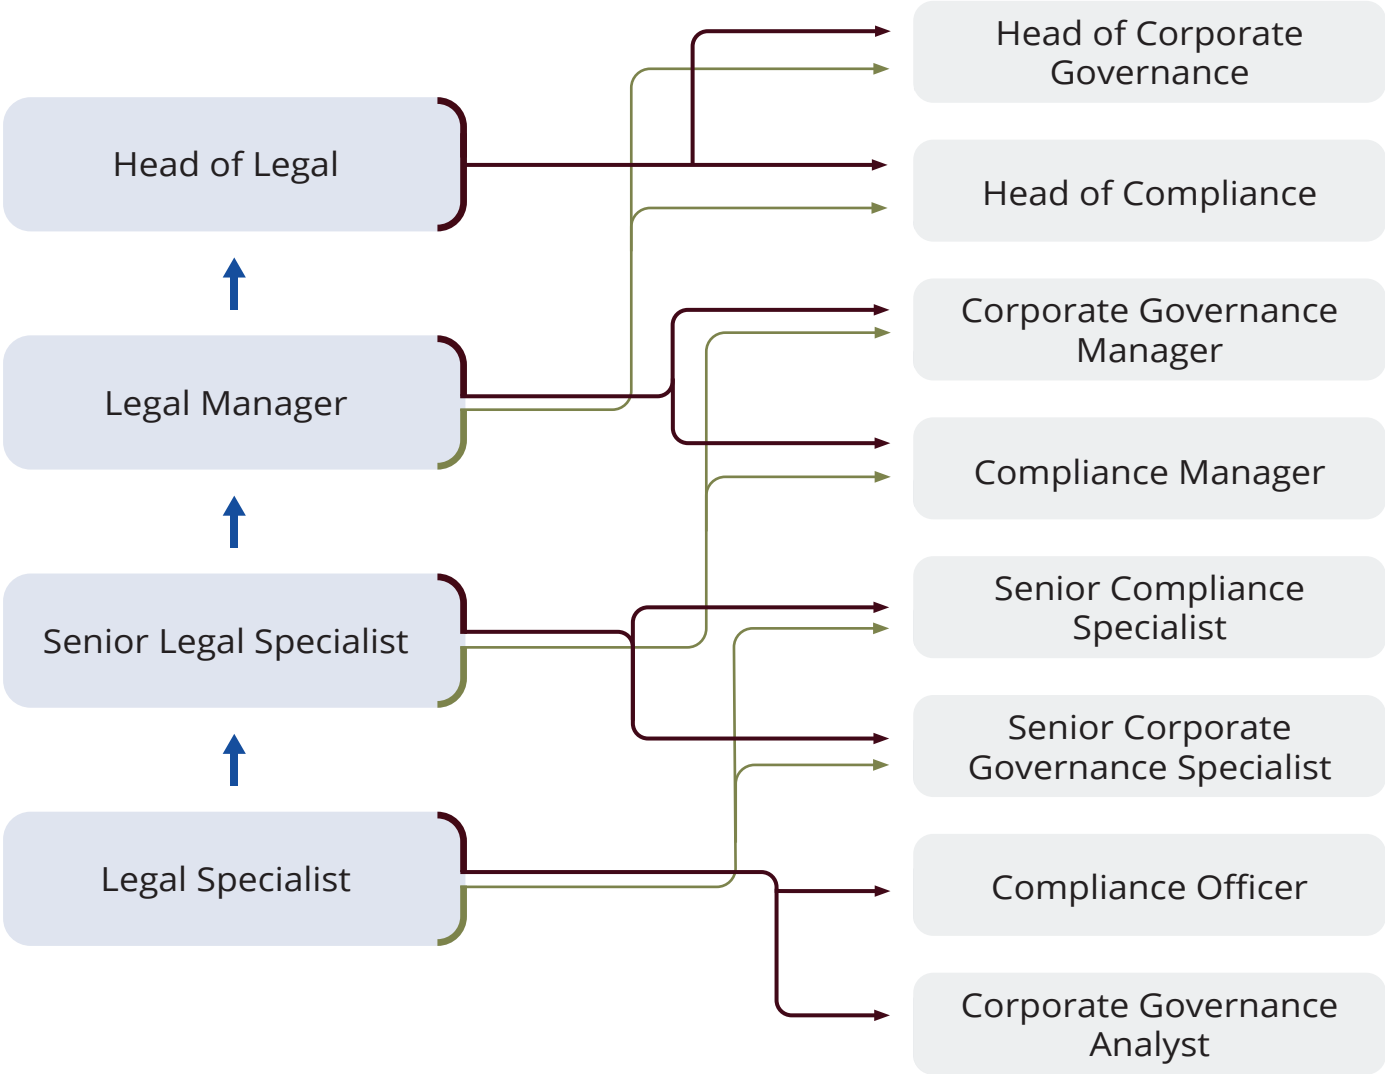 Head of Legal
Legal Manager
Senior Legal Specialist
Legal Specialist
Head of Corporate
Governance
Head of Compliance
Corporate Governance
Manager
Compliance Manager
Senior Compliance
Specialist
Senior Corporate
Governance Specialist
Compliance Officer
Corporate Governance
Analyst